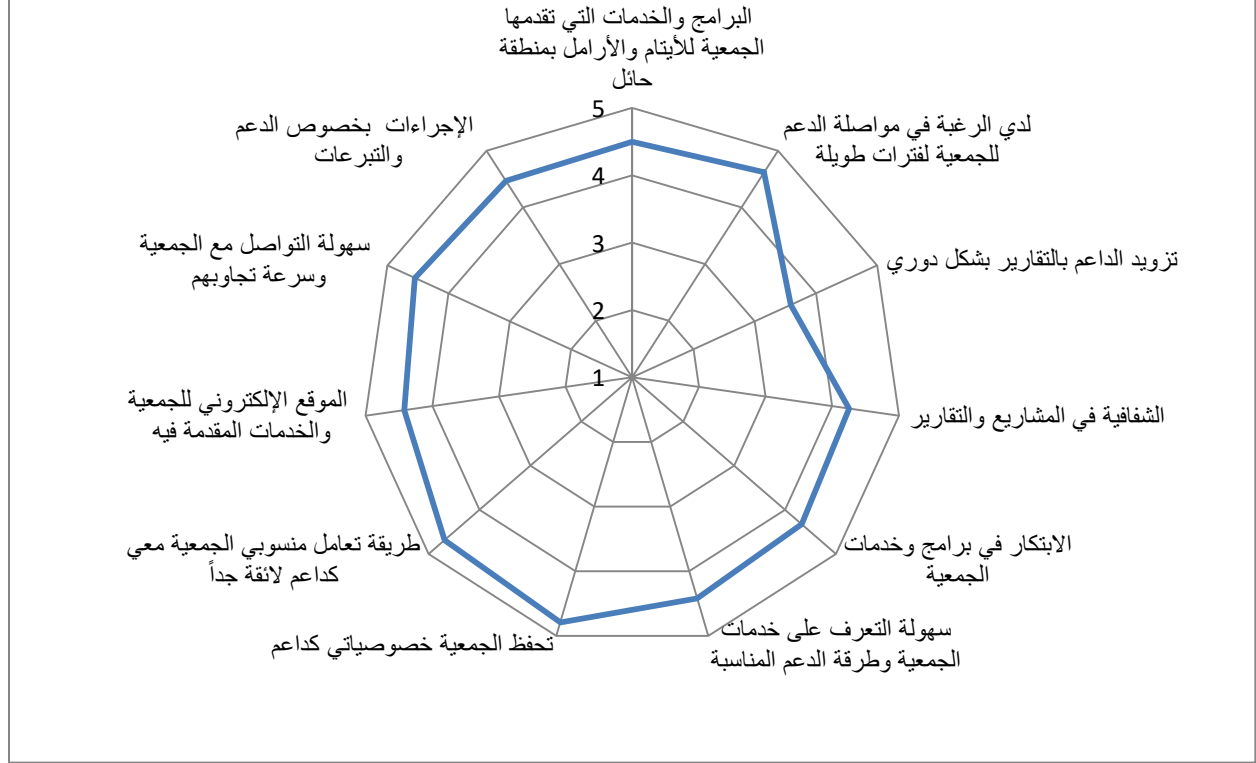 البرامج والخدمات التي تقدمها
الجمعية للأيتام والأرامل بمنطقة
حائل
لدي الرغبة في مواصلة الدعم
للجمعية لفترات طويلة
تزويد الداعم بالتقارير بشكل دوري
الشفافية في المشاريع والتقارير
الابتكار في برامج وخدمات
الجمعية
سهولة التعرف على خدمات
الجمعية وطرقة الدعم المناسبة
تحفظ الجمعية خصوصياتي كداعم
طريقة تعامل منسوبي الجمعية معي
كداعم لائقة جداً
الموقع الإلكتروني للجمعية
والخدمات المقدمة فيه
سهولة التواصل مع الجمعية
وسرعة تجاوبهم
الإجراءات بخصوص الدعم
والتبرعات
5
4
3
2
1